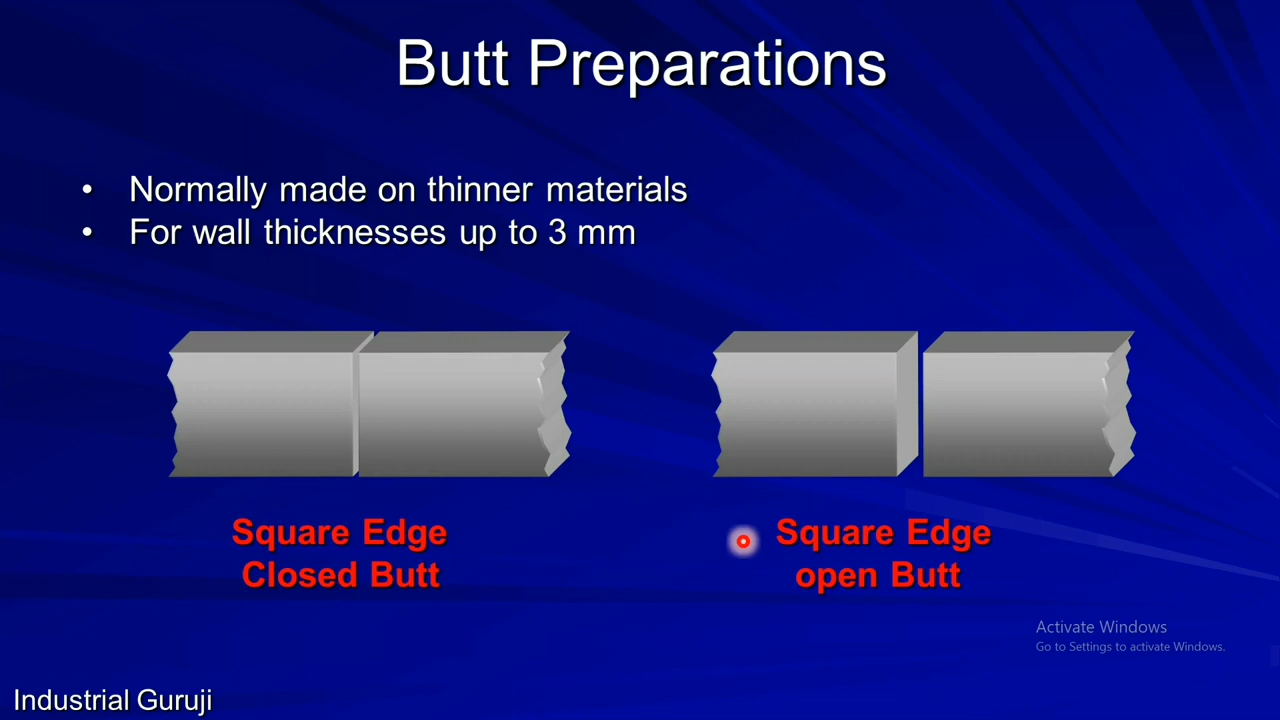 Butt Preparations
• Normally made on thinner materials
• For wall thicknesses up to 3 mm
Square Edge
Closed Butt
Square Edge
open Butt
Activate Windows
Go to Settings to activate Windows.
Industrial Guruji